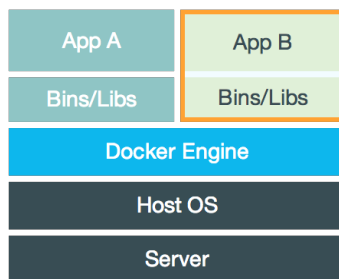 App A
App B
Bins/Libs
Bins/Libs
Docker Engine
Host OS
Server